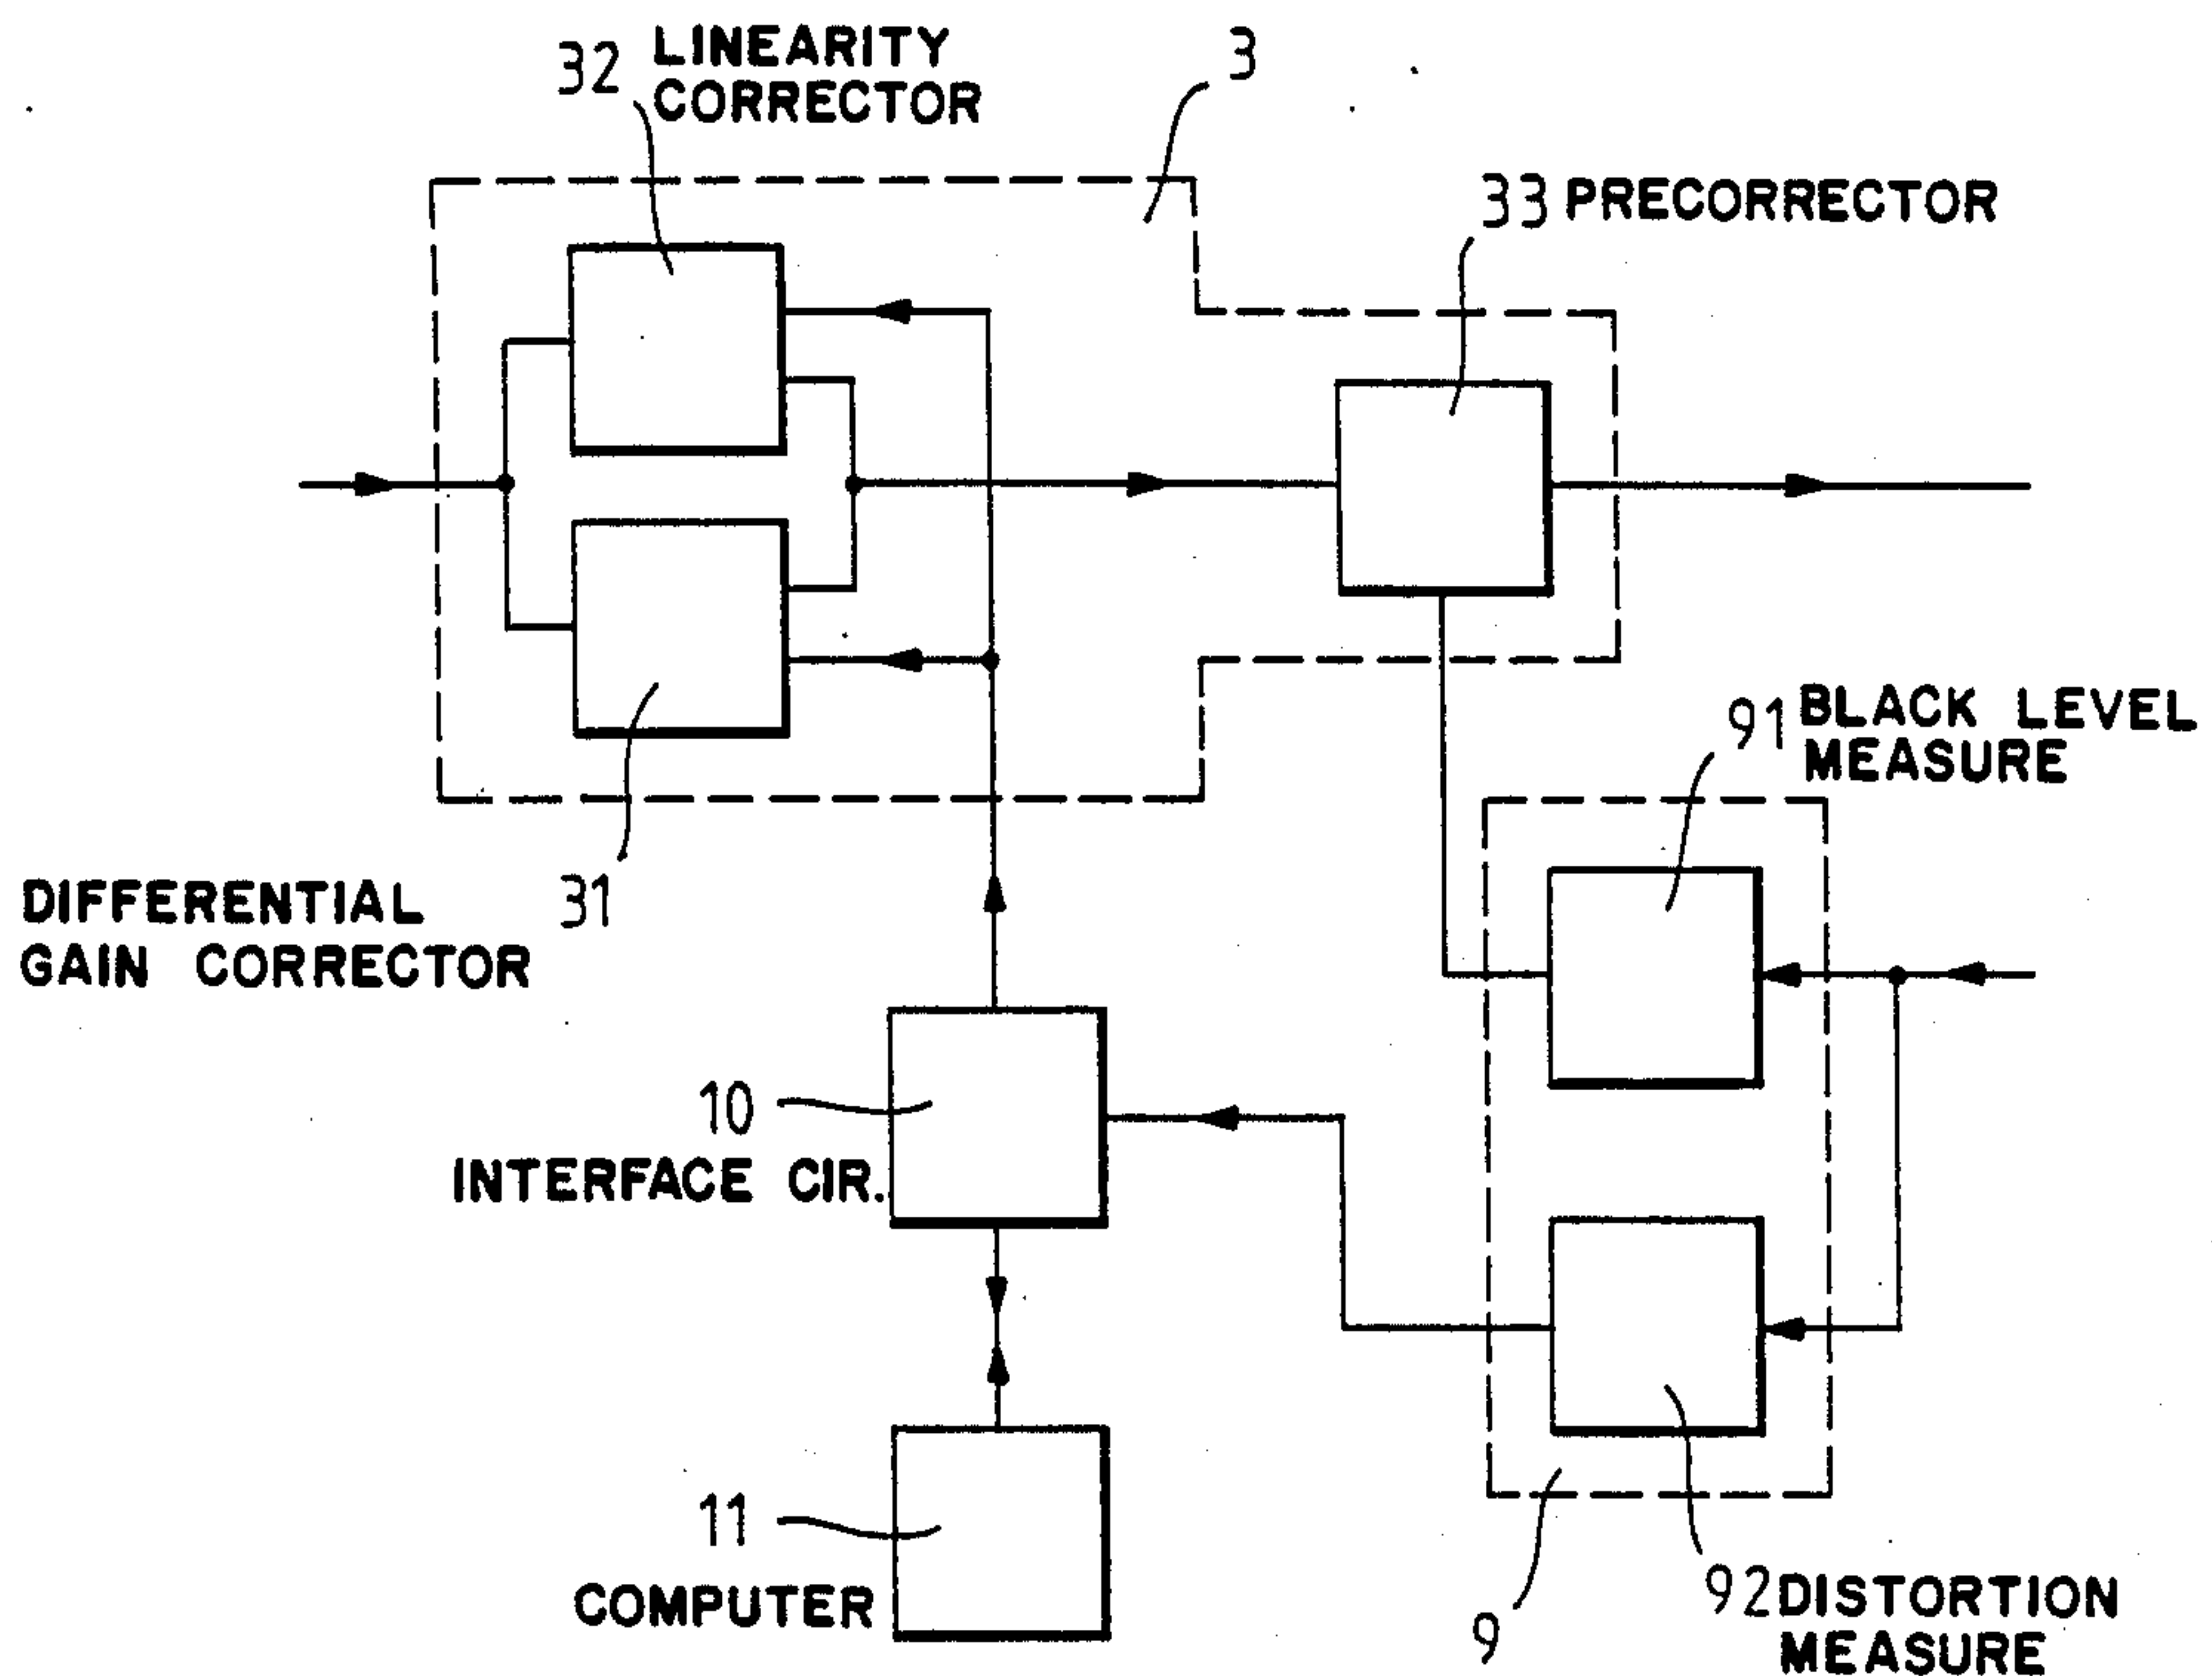 32 LINEARITY
CORRECTOR
3
33 PRECORRECTOR
91 BLACK LEVEL
MEASURE
DIFFERENTIAL
GAIN CORRECTOR
31
10
INTERFACE CIR.
11
COMPUTER
9
92 DISTORTION
MEASURE